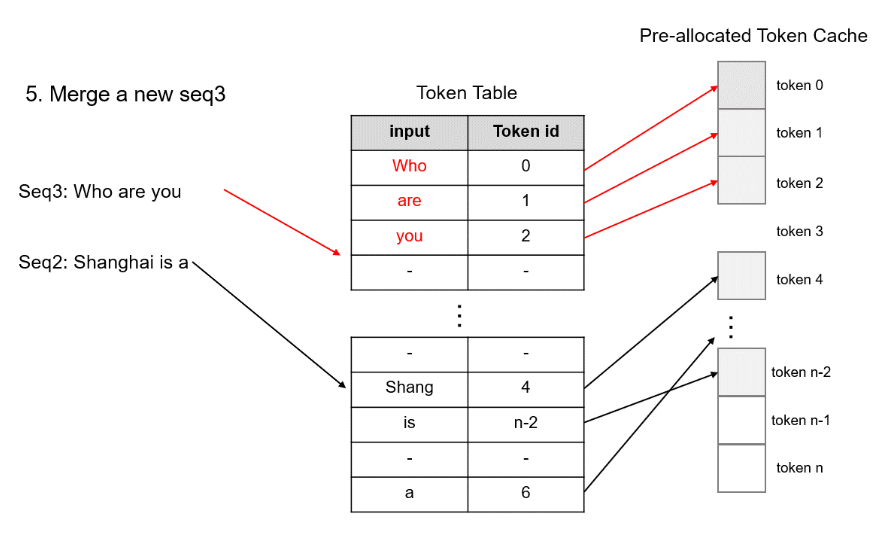 Pre-allocated Token Cache
5. Merge a new seq3
Token Table
input Token id
Who 0
are 1
you 2
- -
Seq3: Who are you
Seq2: Shanghai is a
⋮
- -
Shang 4
is n-2
- -
a 6
token 0
token 1
token 2
token 3
token 4
⋮
token n-2
token n-1
token n